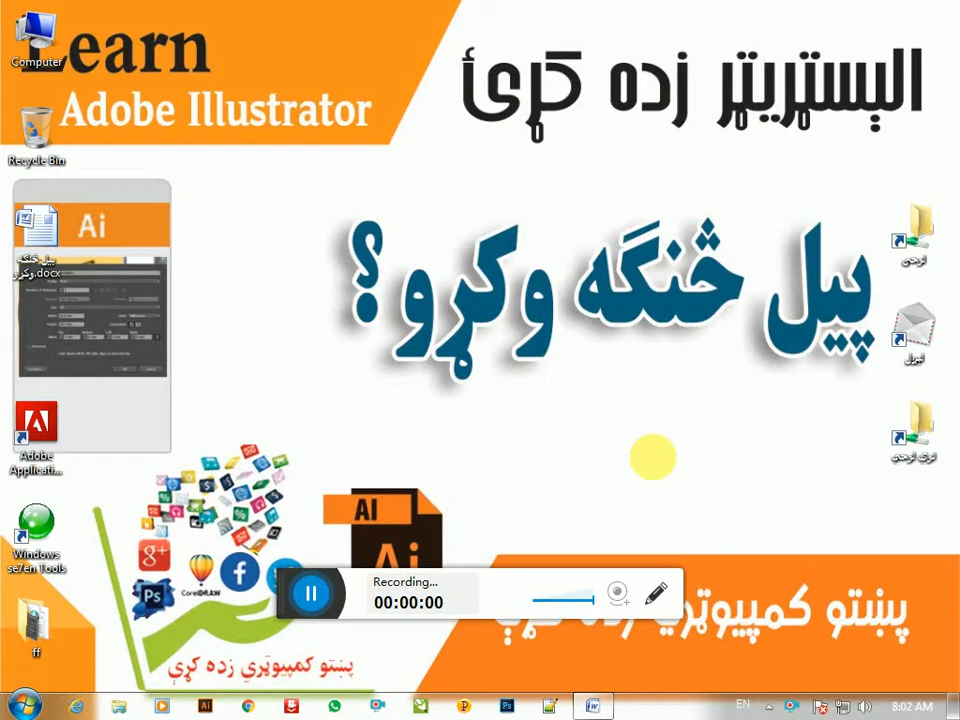 Learn
Adobe Illustrator
الیسټریټر زده کړئ
پیل څنګه وکړو؟
Computer
Recycle Bin
Ai
پیل څنګه
وکړو.docx
Adobe
Applicati...
Windows
se7en Tools
ff
g+
CorelDRAW
Ps
AI
Ai
Recording...
00:00:00
پښتو کمپیوټري زده کړې
پښتو کمپیوټري زده کړې
EN
8:02 AM